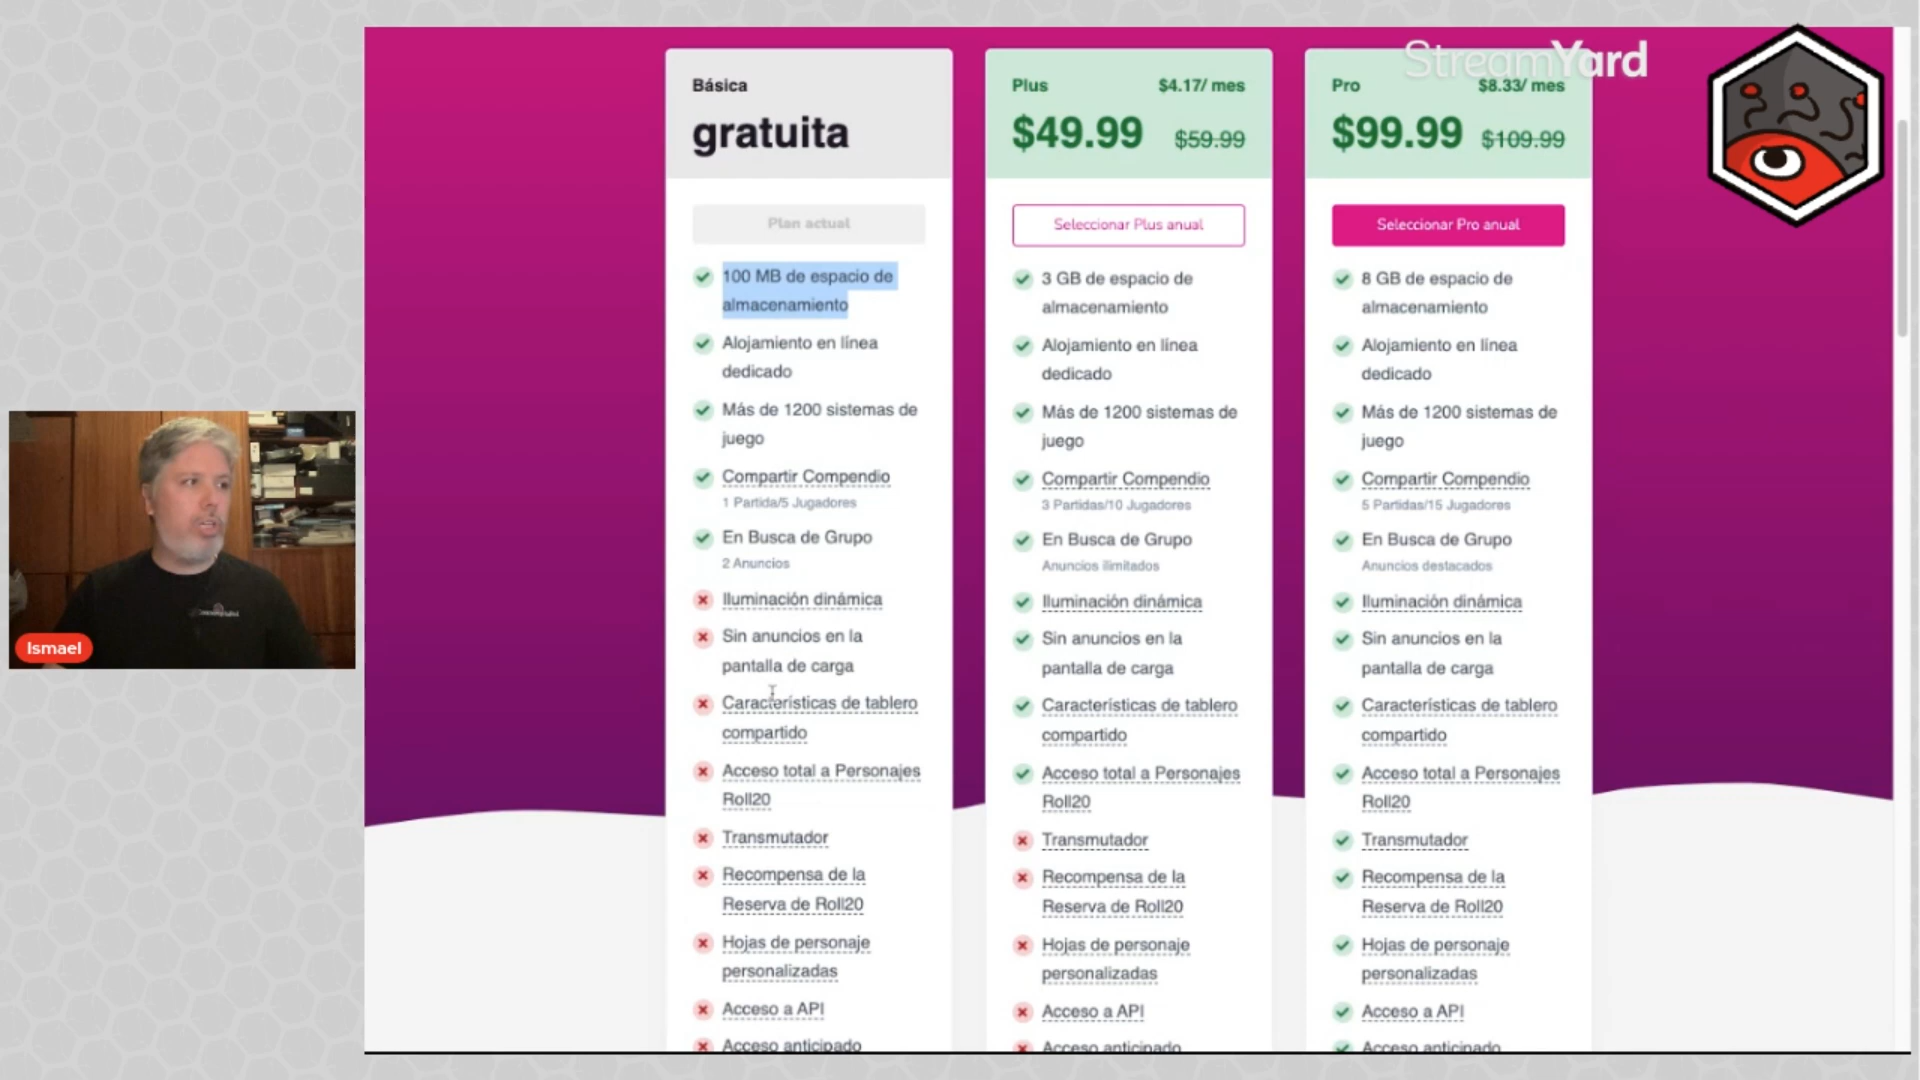 StreamYard
Básica
gratuita
Plan actual
100 MB de espacio de
almacenamiento
Alojamiento en línea
dedicado
Más de 1200 sistemas de
juego
Compartir Compendio
1 Partida/5 Jugadores
En Busca de Grupo
2 Anuncios
Iluminación dinámica
Sin anuncios en la
pantalla de carga
Características de tablero
compartido
Acceso total a Personajes
Roll20
Transmutador
Recompensa de la
Reserva de Roll20
Hojas de personaje
personalizadas
Acceso a API
Acceso anticipado
Plus $4.17/ mes
$49.99 $59.99
Seleccionar Plus anual
3 GB de espacio de
almacenamiento
Alojamiento en línea
dedicado
Más de 1200 sistemas de
juego
Compartir Compendio
3 Partidas/10 Jugadores
En Busca de Grupo
Anuncios ilimitados
Iluminación dinámica
Sin anuncios en la
pantalla de carga
Características de tablero
compartido
Acceso total a Personajes
Roll20
Transmutador
Recompensa de la
Reserva de Roll20
Hojas de personaje
personalizadas
Acceso a API
Acceso anticipado
Pro $8.33/ mes
$99.99 $109.99
Seleccionar Pro anual
8 GB de espacio de
almacenamiento
Alojamiento en línea
dedicado
Más de 1200 sistemas de
juego
Compartir Compendio
5 Partidas/15 Jugadores
En Busca de Grupo
Anuncios destacados
Iluminación dinámica
Sin anuncios en la
pantalla de carga
Características de tablero
compartido
Acceso total a Personajes
Roll20
Transmutador
Recompensa de la
Reserva de Roll20
Hojas de personaje
personalizadas
Acceso a API
Acceso anticipado
Ismael